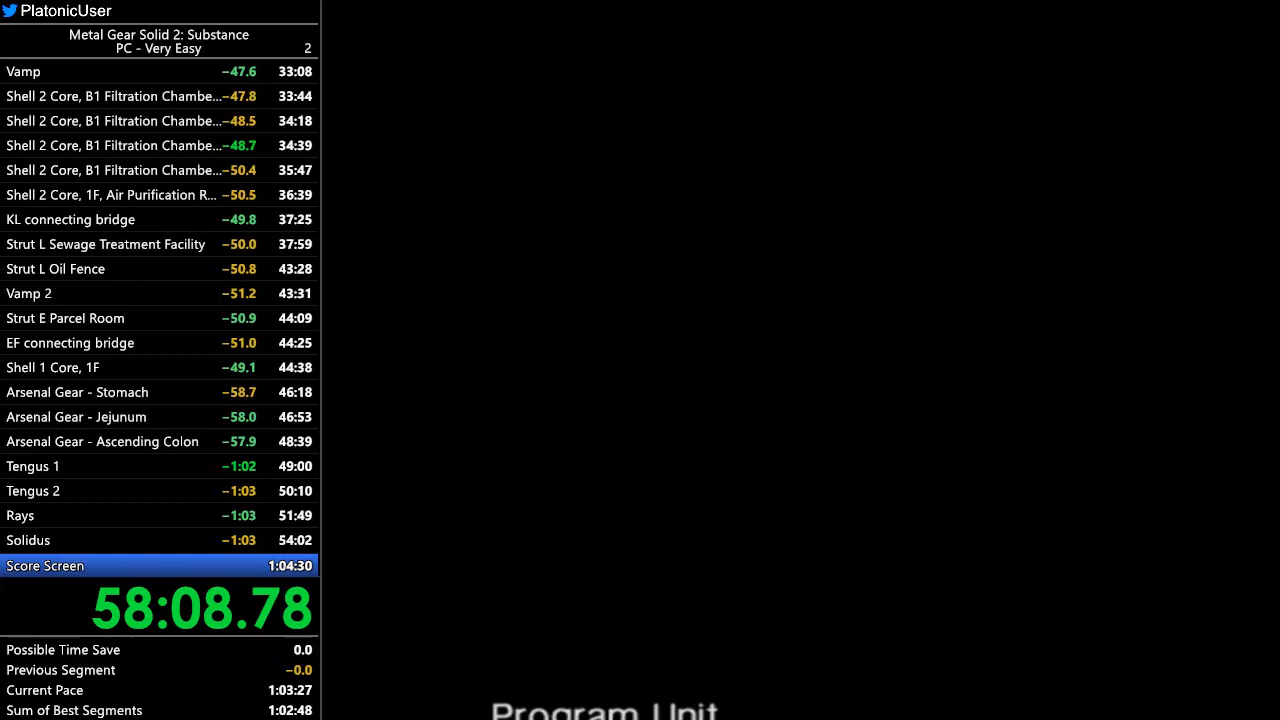 PlatonicUser
Metal Gear Solid 2: Substance
PC - Very Easy 2
Vamp -47.6 33:08
Shell 2 Core, B1 Filtration Chambe... -47.8 33:44
Shell 2 Core, B1 Filtration Chambe... -48.5 34:18
Shell 2 Core, B1 Filtration Chambe... -48.7 34:39
Shell 2 Core, B1 Filtration Chambe... -50.4 35:47
Shell 2 Core, 1F, Air Purification R... -50.5 36:39
KL connecting bridge -49.8 37:25
Strut L Sewage Treatment Facility -50.0 37:59
Strut L Oil Fence -50.8 43:28
Vamp 2 -51.2 43:31
Strut E Parcel Room -50.9 44:09
EF connecting bridge -51.0 44:25
Shell 1 Core, 1F -49.1 44:38
Arsenal Gear - Stomach -58.7 46:18
Arsenal Gear - Jejunum -58.0 46:53
Arsenal Gear - Ascending Colon -57.9 48:39
Tengus 1 -1:02 49:00
Tengus 2 -1:03 50:10
Rays -1:03 51:49
Solidus -1:03 54:02
Score Screen 1:04:30
58:08.78
Possible Time Save 0.0
Previous Segment -0.0
Current Pace 1:03:27
Sum of Best Segments 1:02:48
Program Unit